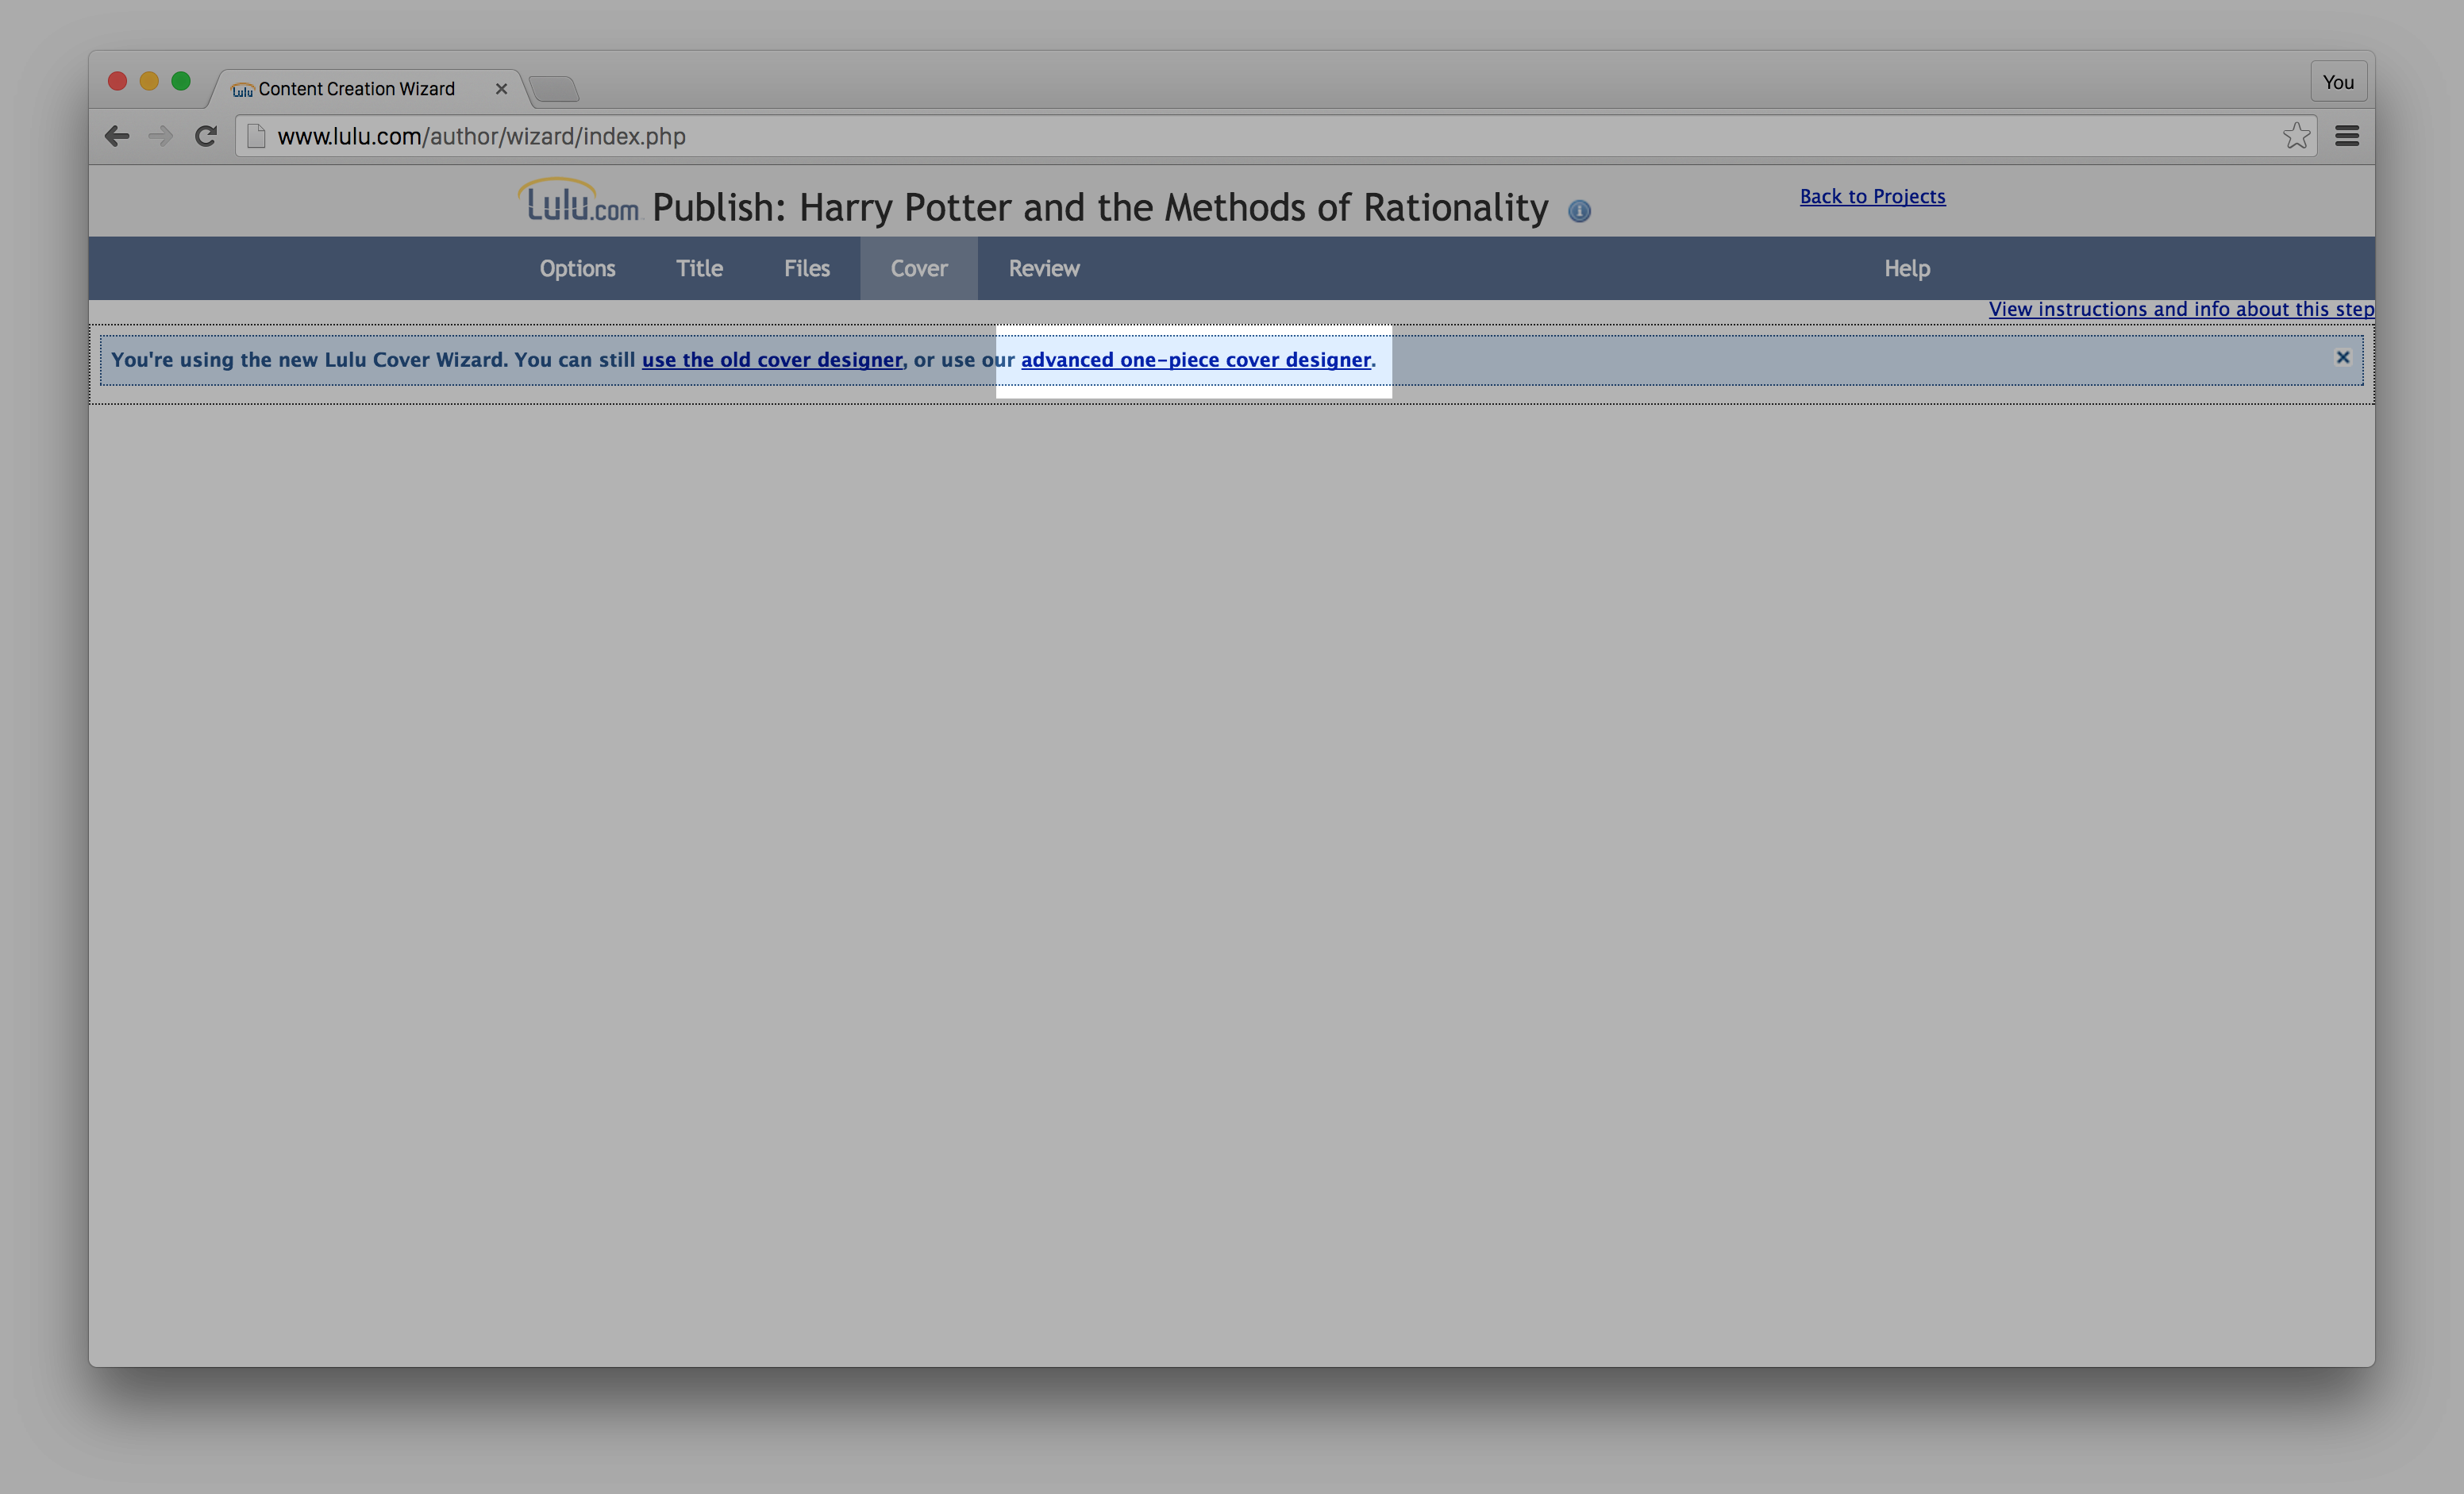 Lulu Content Creation Wizard
You
www.lulu.com/author/wizard/index.php
Lulu.com Publish: Harry Potter and the Methods of Rationality
Back to Projects
Options Title Files Cover Review Help
View instructions and info about this step
You're using the new Lulu Cover Wizard. You can still use the old cover designer, or use our advanced one-piece cover designer.